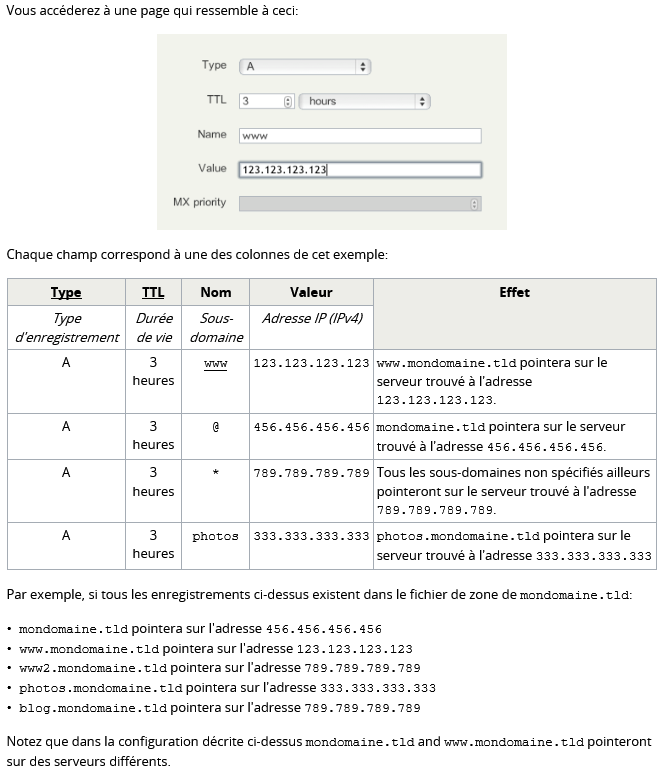 Vous accéderez à une page qui ressemble à ceci:
Type A
TTL 3 hours
Name www
Value 123.123.123.123
MX priority
Chaque champ correspond à une des colonnes de cet exemple:
Type TTL Nom Valeur Effet
Type d'enregistrement Durée de vie Sous-domaine Adresse IP (IPv4)
A 3 heures www 123.123.123.123 www.mondomaine.tld pointera sur le
serveur trouvé à l'adresse
123.123.123.123.
A 3 heures @ 456.456.456.456 mondomaine.tld pointera sur le serveur
trouvé à l'adresse 456.456.456.456.
A 3 heures * 789.789.789.789 Tous les sous-domaines non spécifiés ailleurs
pointeront sur le serveur trouvé à l'adresse
789.789.789.789.
A 3 heures photos 333.333.333.333 photos.mondomaine.tld pointera sur le
serveur trouvé à l'adresse 333.333.333.333
Par exemple, si tous les enregistrements ci-dessus existent dans le fichier de zone de mondomaine.tld:
• mondomaine.tld pointera sur l'adresse 456.456.456.456
• www.mondomaine.tld pointera sur l'adresse 123.123.123.123
• www2.mondomaine.tld pointera sur l'adresse 789.789.789.789
• photos.mondomaine.tld pointera sur l'adresse 333.333.333.333
• blog.mondomaine.tld pointera sur l'adresse 789.789.789.789
Notez que dans la configuration décrite ci-dessus mondomaine.tld and www.mondomaine.tld pointeront
sur des serveurs différents.